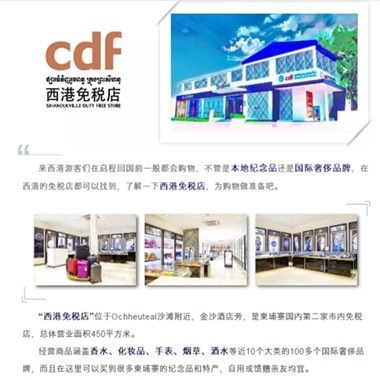 cdf
西港免税店
SIHANOUKVILLE DUTY FREE STORE
cdf
来西港游客们在启程回国前一般都会购物，不管是本地纪念品还是国际奢侈品牌，在
西港的免税店都可以找到，了解一下西港免税店，为购物做准备吧。
“西港免税店”位于Ochheuteal沙滩附近，金沙酒店旁，是柬埔寨国内第二家市内免税
店，总体营业面积450平方米。
经营商品涵盖香水、化妆品、手表、烟草、酒水等近10个大类的100多个国际奢侈品
牌，而且在这里可以买到很多柬埔寨的纪念品和特产，自用或馈赠亲友均宜。